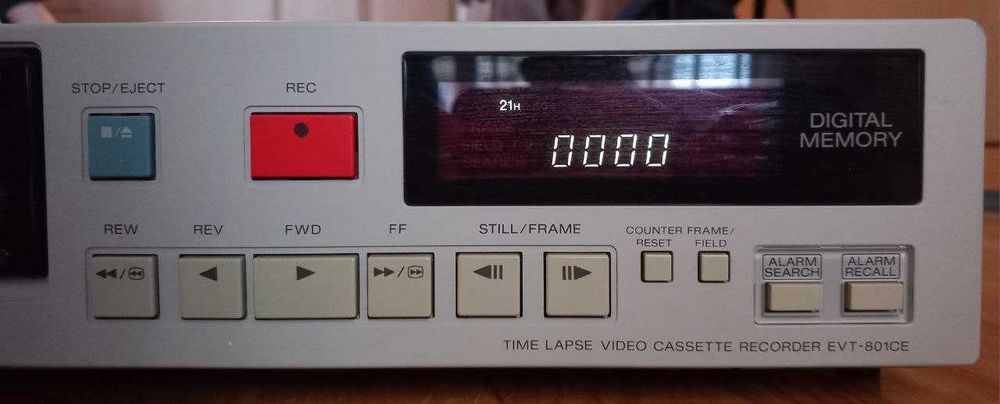 STOP/EJECT
REC
21H
0000
DIGITAL
MEMORY
REW
REV
FWD
FF
STILL/FRAME
COUNTER
RESET
FRAME/
FIELD
ALARM
SEARCH
ALARM
RECALL
TIME LAPSE VIDEO CASSETTE RECORDER EVT-801CE